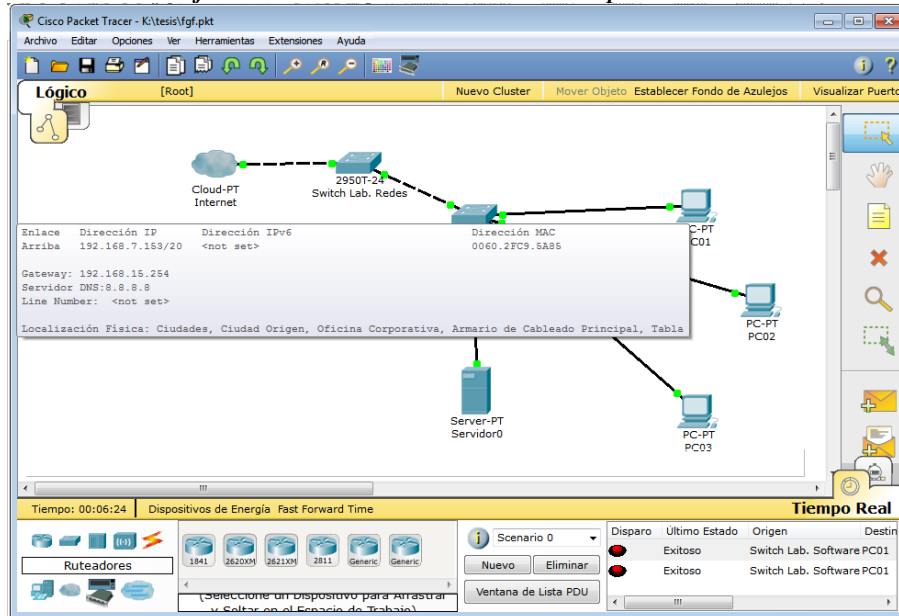 Cisco Packet Tracer - K:\tesis\fgf.pkt
Archivo Editar Opciones Ver Herramientas Extensiones Ayuda
Lógico [Root] Nuevo Cluster Mover Objeto Establecer Fondo de Azulejos Visualizar Puerto
Cloud-PT
Internet
2950T-24
Switch Lab. Redes
C-PT
C01
Enlace Dirección IP Dirección IPv6 Dirección MAC
Arriba 192.168.7.153/20 <not set> 0060.2FC9.5A85
Gateway: 192.168.15.254
Servidor DNS:8.8.8.8
Line Number: <not set>
Localización Física: Ciudades, Ciudad Origen, Oficina Corporativa, Armario de Cableado Principal, Tabla
PC-PT
PC02
Server-PT
Servidor0
PC-PT
PC03
Tiempo: 00:06:24 Dispositivos de Energía Fast Forward Time Tiempo Real
Ruteadores
1841 2620XM 2621XM 2811 Generic Generic
(Seleccione un Dispositivo para Arrastrar
y Soltar en el Espacio de Trabajo)
Scenario 0
Nuevo Eliminar
Ventana de Lista PDU
Disparo Último Estado Origen Destin
Exitoso Switch Lab. Software PC01
Exitoso Switch Lab. Software PC01